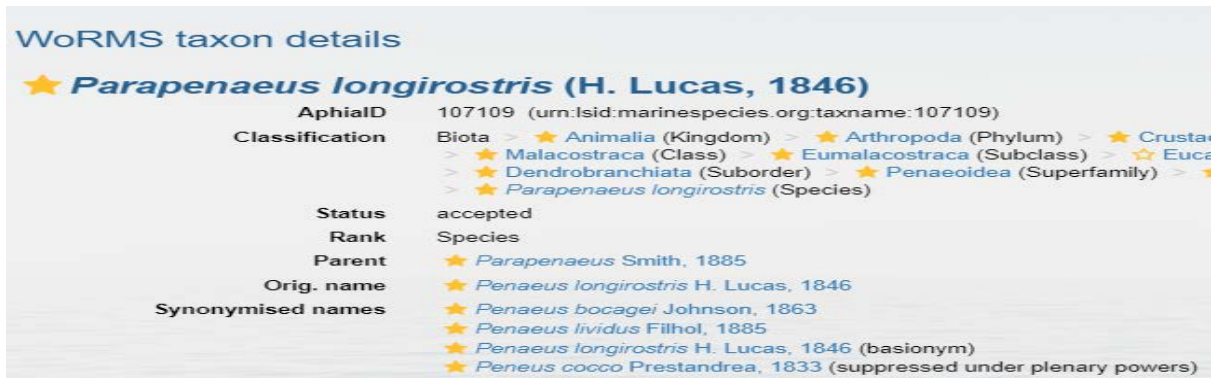 WoRMS taxon details
Parapenaeus longirostris (H. Lucas, 1846)
AphiaID 107109 (urn:lsid:marinespecies.org:taxname:107109)
Classification Biota > Animalia (Kingdom) > Arthropoda (Phylum) > Crustac
> Malacostraca (Class) > Eumalacostraca (Subclass) > Euca
> Dendrobranchiata (Suborder) > Penaeoidea (Superfamily) >
> Parapenaeus longirostris (Species)
Status accepted
Rank Species
Parent Parapenaeus Smith, 1885
Orig. name Penaeus longirostris H. Lucas, 1846
Synonymised names Penaeus bocagei Johnson, 1863
Penaeus lividus Filhol, 1885
Penaeus longirostris H. Lucas, 1846 (basionym)
Peneus cocco Prestandrea, 1833 (suppressed under plenary powers)